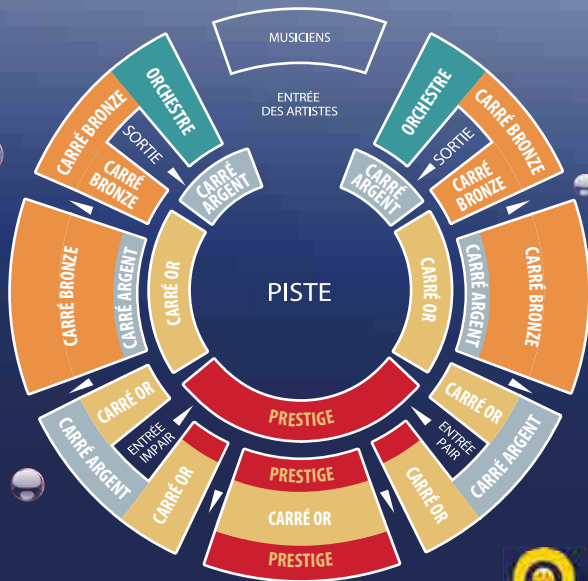 MUSICIENS
ENTRÉE
DES ARTISTES
ORCHESTRE
CARRÉ BRONZE
SORTIE
CARRÉ
BRONZE
CARRÉ
ARGENT
ORCHESTRE
CARRÉ BRONZE
SORTIE
CARRÉ
BRONZE
CARRÉ
ARGENT
CARRÉ BRONZE
CARRÉ ARGENT
CARRÉ OR
PISTE
CARRÉ OR
CARRÉ ARGENT
CARRÉ BRONZE
CARRÉ OR
CARRÉ ARGENT
ENTRÉE
IMPAIR
CARRÉ OR
PRESTIGE
PRESTIGE
CARRÉ OR
PRESTIGE
CARRÉ OR
ENTRÉE
PAIR
CARRÉ OR
CARRÉ ARGENT